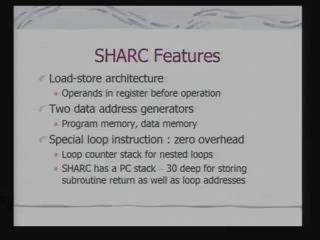 SHARC Features
Load-store architecture
Operands in register before operation
Two data address generators
Program memory, data memory
Special loop instruction : zero overhead
Loop counter stack for nested loops
SHARC has a PC stack – 30 deep for storing
subroutine return as well as loop addresses